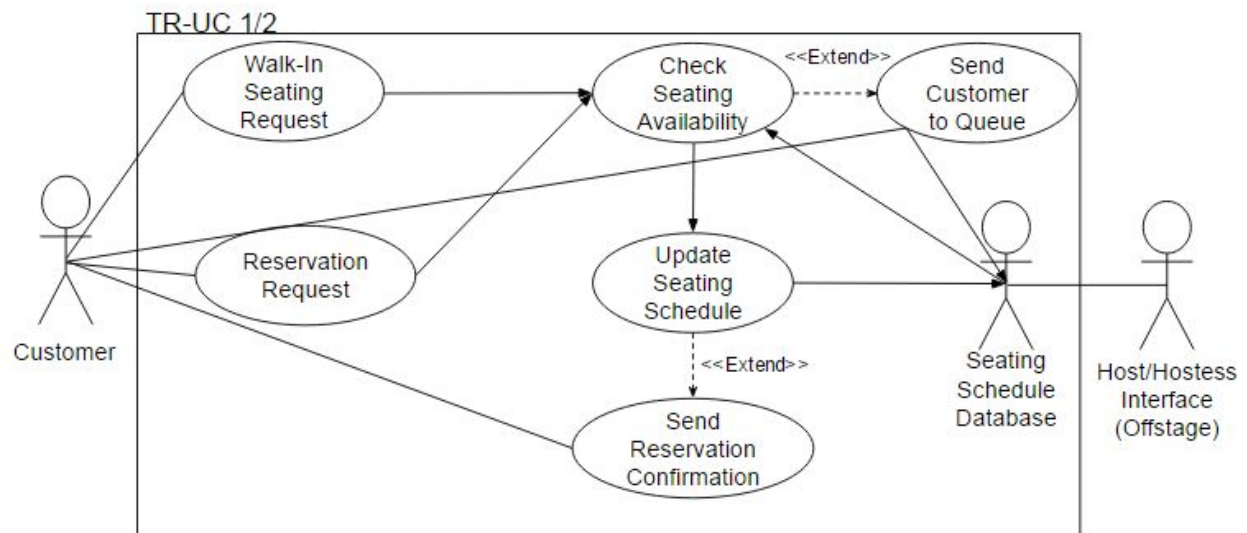 TR-UC 1/2
Walk-In
Seating
Request
Check
Seating
Availability
<<Extend>>
Send
Customer
to Queue
Reservation
Request
Update
Seating
Schedule
Customer
<<Extend>>
Seating
Schedule
Database
Host/Hostess
Interface
(Offstage)
Send
Reservation
Confirmation